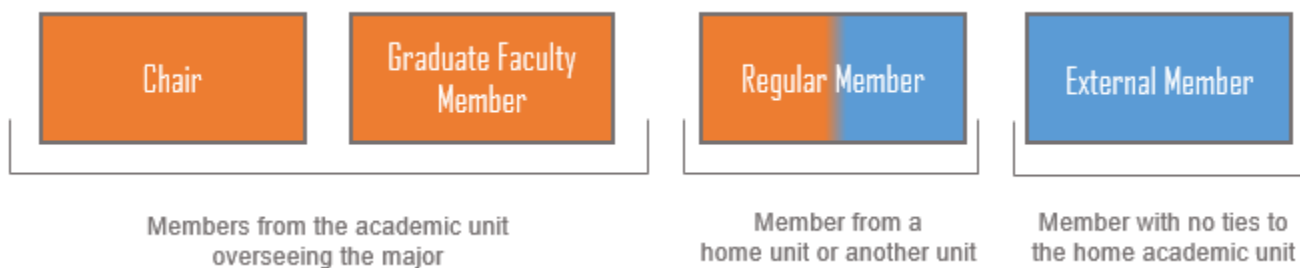 Chair
Graduate Faculty
Member
Regular Member
External Member
Members from the academic unit
overseeing the major
Member from a
home unit or another unit
Member with no ties to
the home academic unit